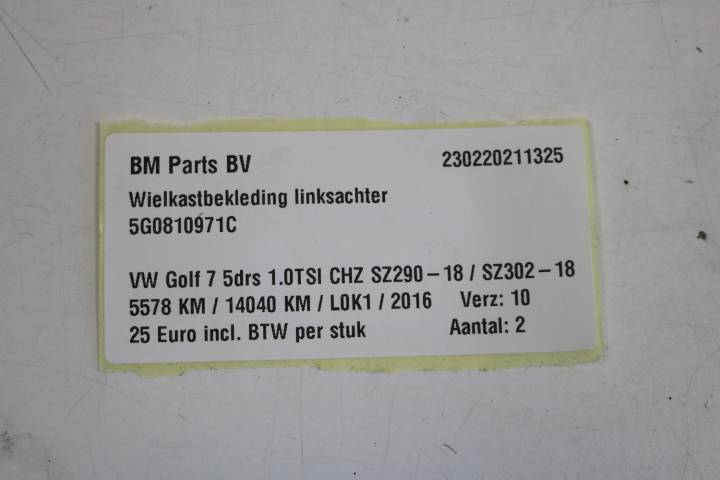 BM Parts BV 230220211325
Wielkastbekleding linksachter
5G0810971C
VW Golf 7 5drs 1.0TSI CHZ SZ290-18 / SZ302-18
5578 KM / 14040 KM / L0K1 / 2016 Verz: 10
25 Euro incl. BTW per stuk Aantal: 2